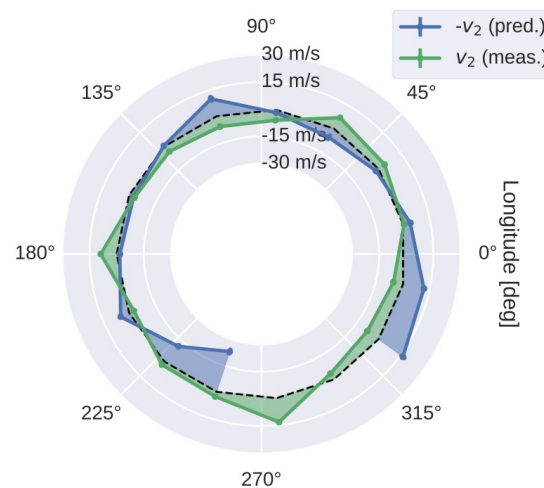 -v₂ (pred.)
v₂ (meas.)
90°
30 m/s
15 m/s
-15 m/s
-30 m/s
135°
45°
180°
0°
Longitude [deg]
225°
315°
270°